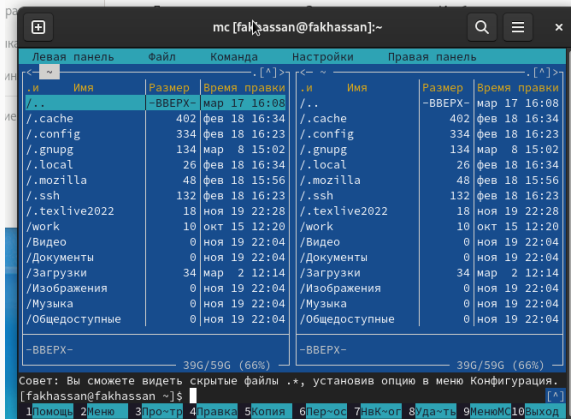 mc [fakhassan@fakhassan]:~
Левая панель Файл Команда Настройки Правая панель
<— ~ .[^]> <— ~ .[^]>
.и Имя Размер Время правки .и Имя Размер Время правки
/.. -ВВЕРХ- мар 17 16:08 /.. -ВВЕРХ- мар 17 16:08
/.cache 402 фев 18 16:34 /.cache 402 фев 18 16:34
/.config 334 фев 18 16:23 /.config 334 фев 18 16:23
/.gnupg 134 мар 8 15:02 /.gnupg 134 мар 8 15:02
/.local 26 фев 18 16:34 /.local 26 фев 18 16:34
/.mozilla 48 фев 18 15:56 /.mozilla 48 фев 18 15:56
/.ssh 132 фев 18 16:23 /.ssh 132 фев 18 16:23
/.texlive2022 18 ноя 19 22:28 /.texlive2022 18 ноя 19 22:28
/work 10 окт 15 12:20 /work 10 окт 15 12:20
/Видео 0 ноя 19 22:04 /Видео 0 ноя 19 22:04
/Документы 0 ноя 19 22:04 /Документы 0 ноя 19 22:04
/Загрузки 34 мар 2 12:14 /Загрузки 34 мар 2 12:14
/Изображения 0 ноя 19 22:04 /Изображения 0 ноя 19 22:04
/Музыка 0 ноя 19 22:04 /Музыка 0 ноя 19 22:04
/Общедоступные 0 ноя 19 22:04 /Общедоступные 0 ноя 19 22:04
-ВВЕРХ- -ВВЕРХ-
39G/59G (66%) 39G/59G (66%)
Совет: Вы сможете видеть скрытые файлы .*, установив опцию в меню Конфигурация.
[fakhassan@fakhassan ~]$ [^]
1Помощь 2Меню 3Про~тр 4Правка 5Копия 6Пер~ос 7НвК~ог 8Уда~ть 9МенюMC 10Выход